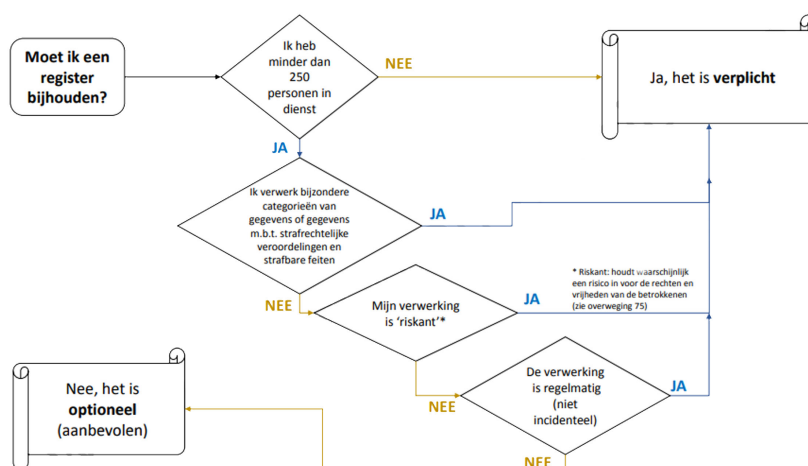 Moet ik een
register
bijhouden?
Ik heb
minder dan
250
personen in
dienst
NEE
Ja, het is verplicht
JA
Ik verwerk bijzondere
categorieën van
gegevens of gegevens
m.b.t. strafrechtelijke
veroordelingen en
strafbare feiten
JA
NEE
Mijn verwerking
is ‘riskant’*
JA
* Riskant: houdt waarschijnlijk
een risico in voor de rechten en
vrijheden van de betrokkenen
(zie overweging 75)
NEE
De verwerking
is regelmatig
(niet
incidenteel)
JA
NEE
Nee, het is
optioneel
(aanbevolen)